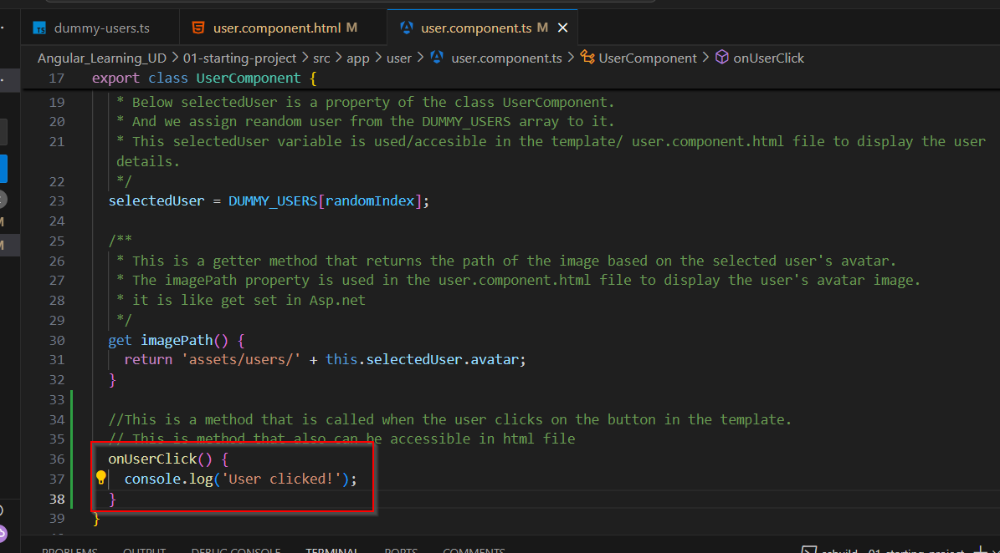 dummy-users.ts
user.component.html M
user.component.ts M
Angular_Learning_UD > 01-starting-project > src > app > user > user.component.ts > UserComponent > onUserClick
17 export class UserComponent {
19 * Below selectedUser is a property of the class UserComponent.
20 * And we assign reandom user from the DUMMY_USERS array to it.
21 * This selectedUser variable is used/accesible in the template/ user.component.html file to display the user
details.
22 */
23 selectedUser = DUMMY_USERS[randomIndex];
24
25 /**
26 * This is a getter method that returns the path of the image based on the selected user's avatar.
27 * The imagePath property is used in the user.component.html file to display the user's avatar image.
28 * it is like get set in Asp.net
29 */
30 get imagePath() {
31 return 'assets/users/' + this.selectedUser.avatar;
32 }
33
34 //This is a method that is called when the user clicks on the button in the template.
35 // This is method that also can be accessible in html file
36 onUserClick() {
37 console.log('User clicked!');
38 }
39 }
PROBLEMS OUTPUT DEBUG CONSOLE TERMINAL PORTS COMMENTS